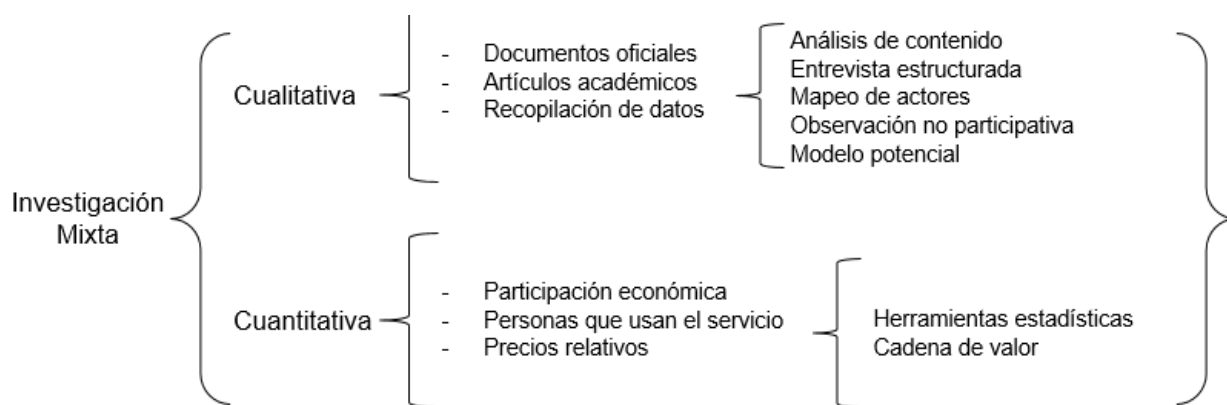 Investigación
Mixta
Cualitativa
- Documentos oficiales
- Artículos académicos
- Recopilación de datos
Análisis de contenido
Entrevista estructurada
Mapeo de actores
Observación no participativa
Modelo potencial
Cuantitativa
- Participación económica
- Personas que usan el servicio
- Precios relativos
Herramientas estadísticas
Cadena de valor